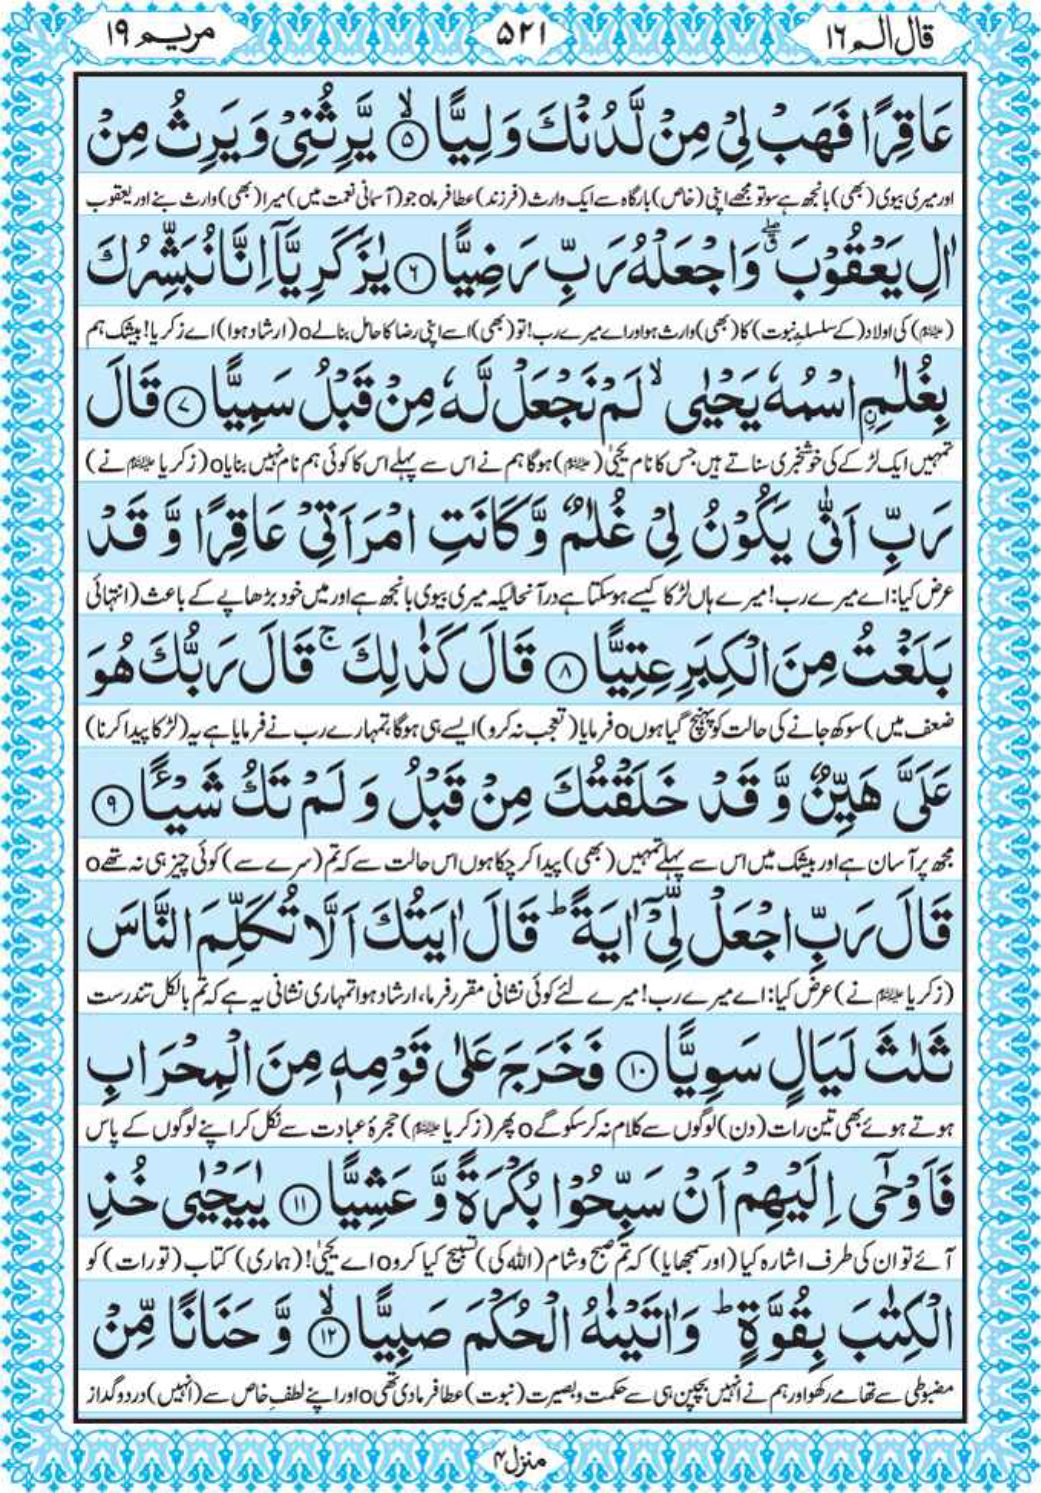 قال الم ١٦
٥٢١
مريم ١٩
عَاقِرًا فَهَبْ لِیْ مِنْ لَّدُنْكَ وَلِیًّا ۙ۝۵ یَّرِثُنِیْ وَ یَرِثُ مِنْ
اور میری بیوی (بھی) بانجھ ہے سو تو مجھے اپنی (خاص) بارگاہ سے ایک وارث (فرزند) عطا فرما o جو (آسمانی نعمت میں) میرا (بھی) وارث بنے اور یعقوب
اٰلِ یَعْقُوْبَ ۖۗ وَاجْعَلْهُ رَبِّ رَضِیًّا ۝۶ یٰزَكَرِیَّاۤ اِنَّا نُبَشِّرُكَ
(علیہ السلام) کی اولاد (کے سلسلۂ نبوت) کا (بھی) وارث ہو اور اے میرے رب! تو (بھی) اسے اپنی رضا کا حامل بنا لے o (ارشاد ہوا) اے زکریا! بیشک ہم
بِغُلٰمِ ِ۟اسْمُهٗ یَحْیٰی ۙ لَمْ نَجْعَلْ لَّهٗ مِنْ قَبْلُ سَمِیًّا ۝۷ قَالَ
تمہیں ایک لڑکے کی خوشخبری سناتے ہیں جس کا نام یحییٰ (علیہ السلام) ہوگا ہم نے اس سے پہلے اس کا کوئی ہم نام نہیں بنایا o (زکریا علیہ السلام نے)
رَبِّ اَنّٰی یَكُوْنُ لِیْ غُلٰمٌ وَّ كَانَتِ امْرَاَتِیْ عَاقِرًا وَّ قَدْ
عرض کیا: اے میرے رب! میرے ہاں لڑکا کیسے ہو سکتا ہے درآنحالیکہ میری بیوی بانجھ ہے اور میں خود بڑھاپے کے باعث (انتہائی
بَلَغْتُ مِنَ الْكِبَرِ عِتِیًّا ۝۸ قَالَ كَذٰلِكَ ۚ قَالَ رَبُّكَ هُوَ
ضعف میں) سوکھ جانے کی حالت کو پہنچ گیا ہوں o فرمایا (تعجب نہ کرو) ایسے ہی ہوگا، تمہارے رب نے فرمایا ہے یہ (لڑکا پیدا کرنا)
عَلَیَّ هَیِّنٌ وَّ قَدْ خَلَقْتُكَ مِنْ قَبْلُ وَ لَمْ تَكُ شَیْـًٔا ۝۹
مجھ پر آسان ہے اور بیشک میں اس سے پہلے تمہیں (بھی) پیدا کر چکا ہوں اس حالت سے کہ تم (سرے سے) کوئی چیز ہی نہ تھے o
قَالَ رَبِّ اجْعَلْ لِّیْۤ اٰیَةً ؕ قَالَ اٰیَتُكَ اَلَّا تُكَلِّمَ النَّاسَ
(زکریا علیہ السلام نے) عرض کیا: اے میرے رب! میرے لئے کوئی نشانی مقرر فرما، ارشاد ہوا تمہاری نشانی یہ ہے کہ تم بالکل تندرست
ثَلٰثَ لَیَالٍ سَوِیًّا ۝۱۰ فَخَرَجَ عَلٰی قَوْمِهٖ مِنَ الْمِحْرَابِ
ہوتے ہوئے بھی تین رات (دن) لوگوں سے کلام نہ کر سکو گے o پھر (زکریا علیہ السلام) حجرۂ عبادت سے نکل کر اپنے لوگوں کے پاس
فَاَوْحٰۤی اِلَیْهِمْ اَنْ سَبِّحُوْا بُكْرَةً وَّ عَشِیًّا ۝۱۱ یٰیَحْیٰی خُذِ
آئے تو ان کی طرف اشارہ کیا (اور سمجھایا) کہ تم صبح و شام (اللہ کی) تسبیح کیا کرو o اے یحییٰ! (ہماری) کتاب (تورات) کو
الْكِتٰبَ بِقُوَّةٍ ؕ وَ اٰتَیْنٰهُ الْحُكْمَ صَبِیًّا ۙ۝۱۲ وَّ حَنَانًا مِّنْ
مضبوطی سے تھامے رکھو اور ہم نے انہیں بچپن ہی سے حکمت و بصیرت (نبوت) عطا فرما دی تھی o اور اپنے لطفِ خاص سے (انہیں) درد و گداز
منزل ٤